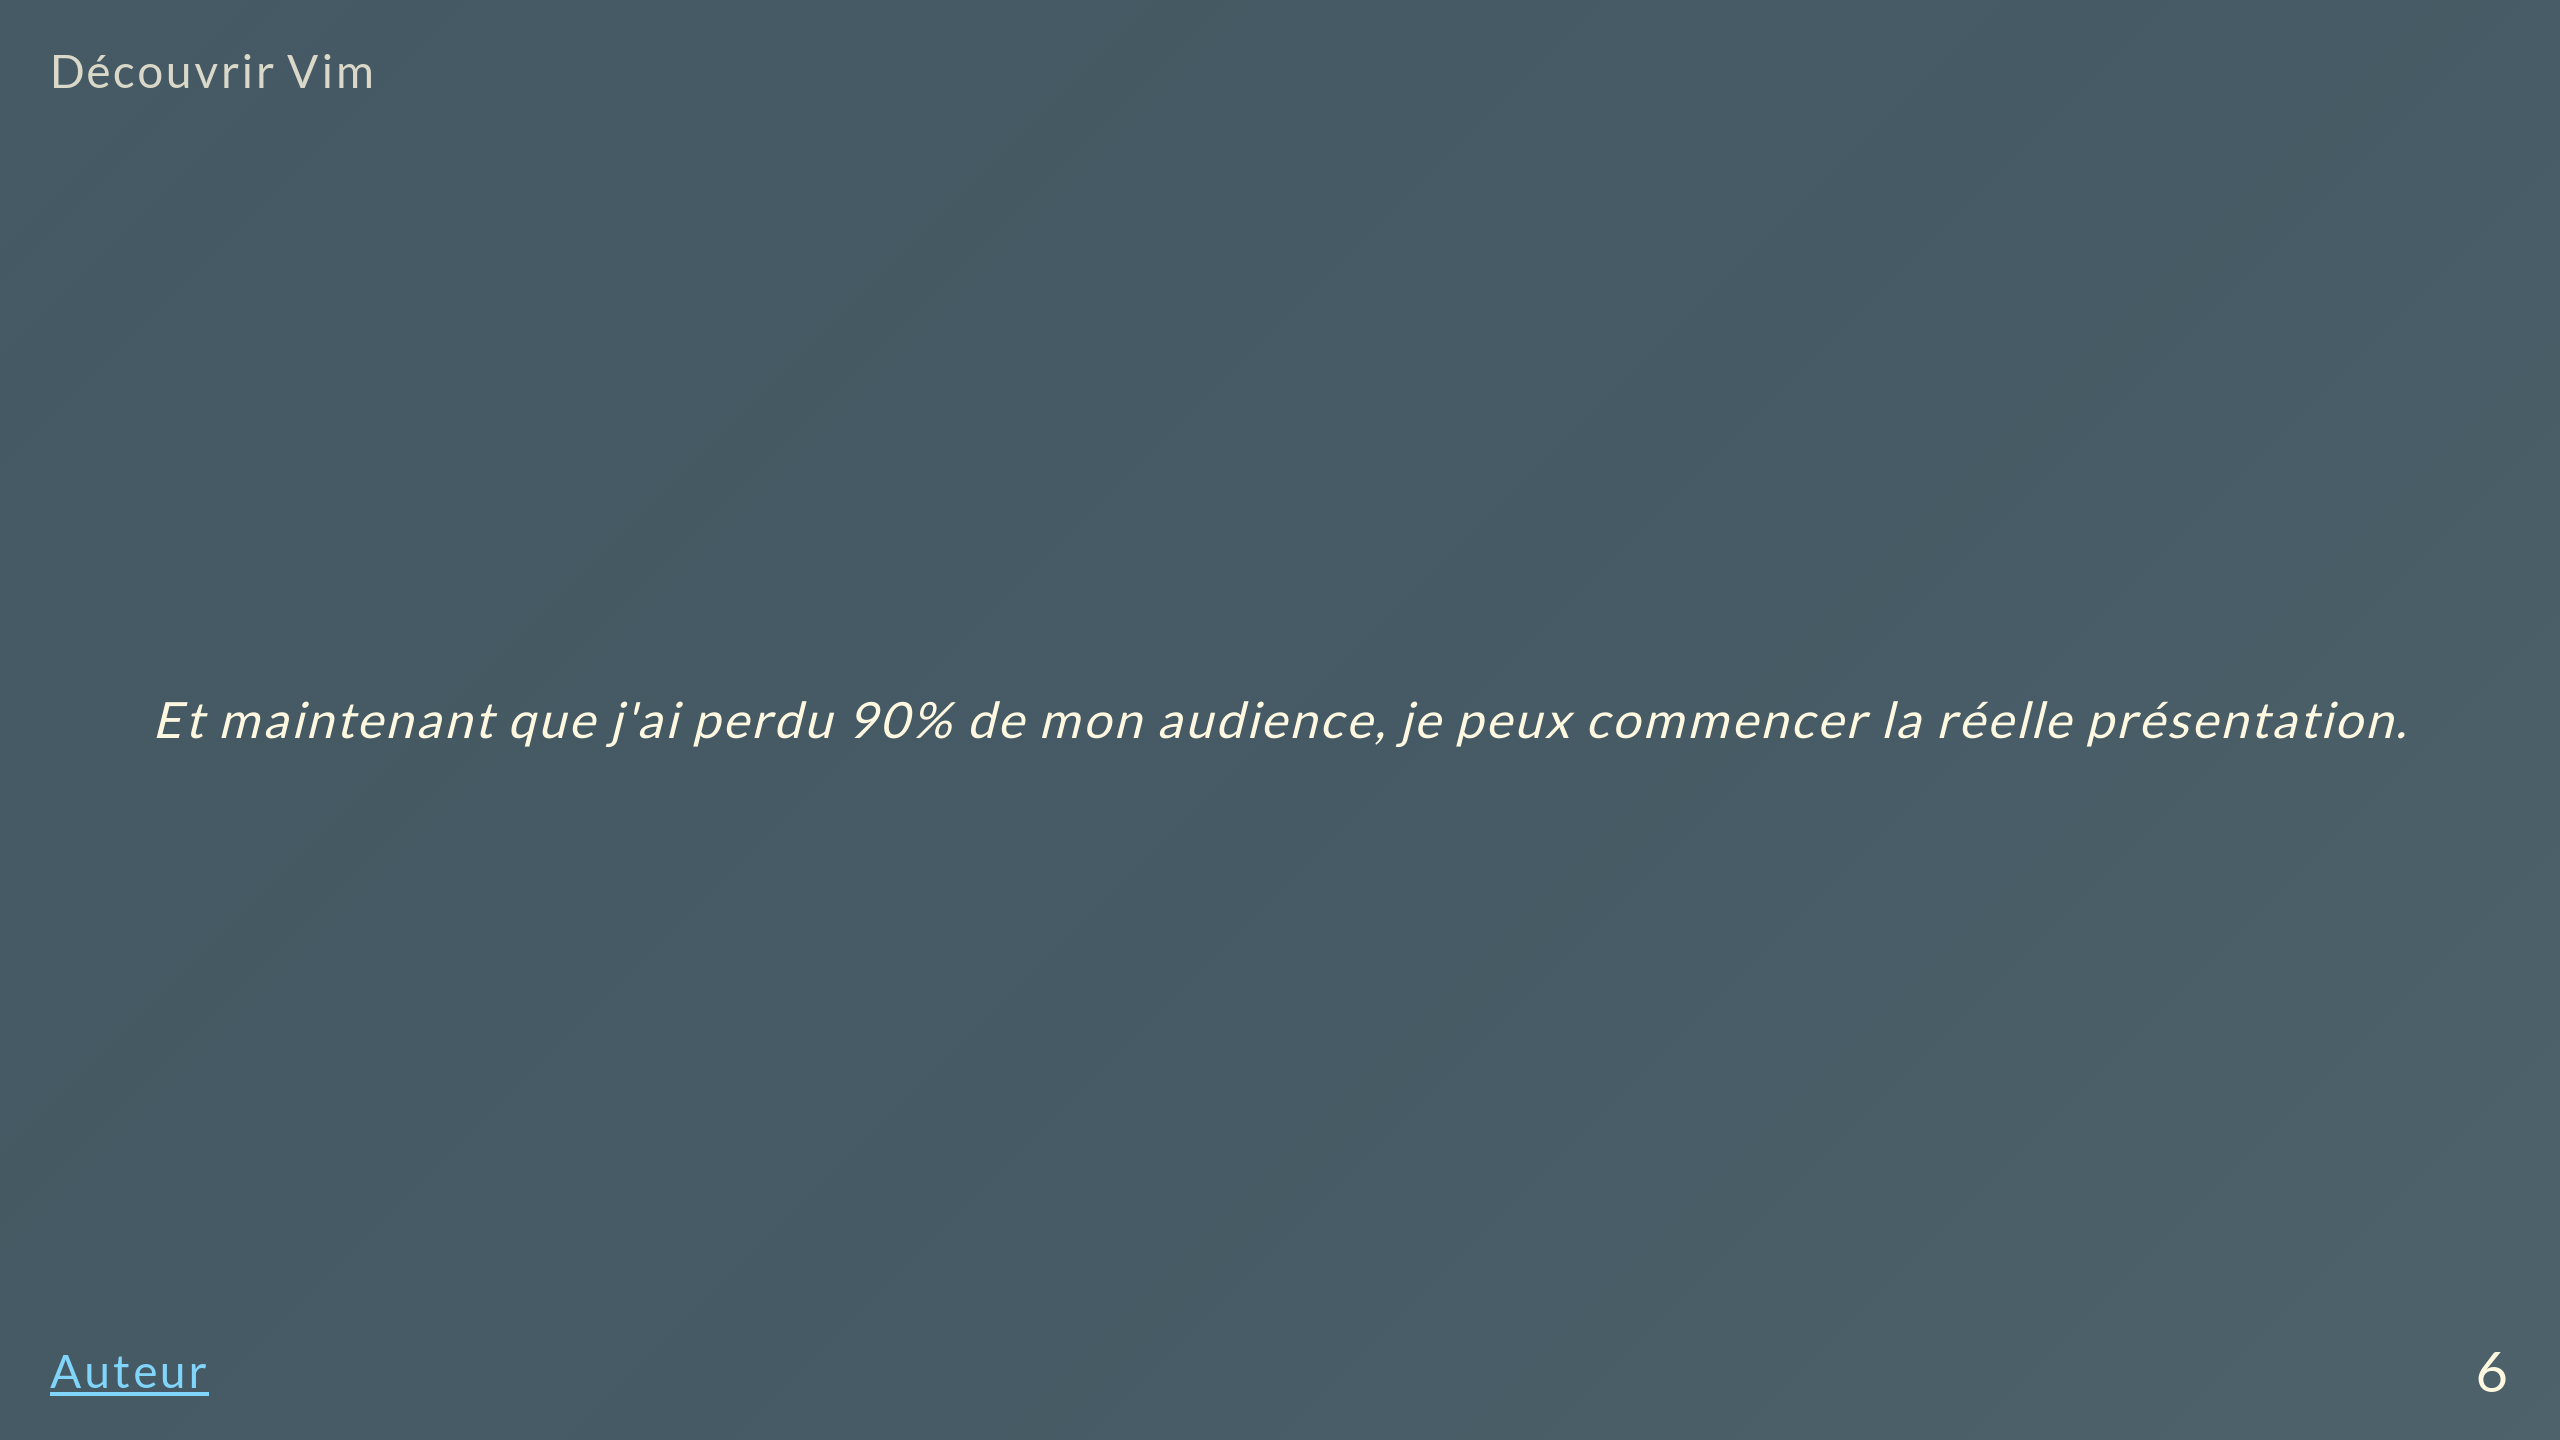 Découvrir Vim
Et maintenant que j'ai perdu 90% de mon audience, je peux commencer la réelle présentation.
Auteur
6